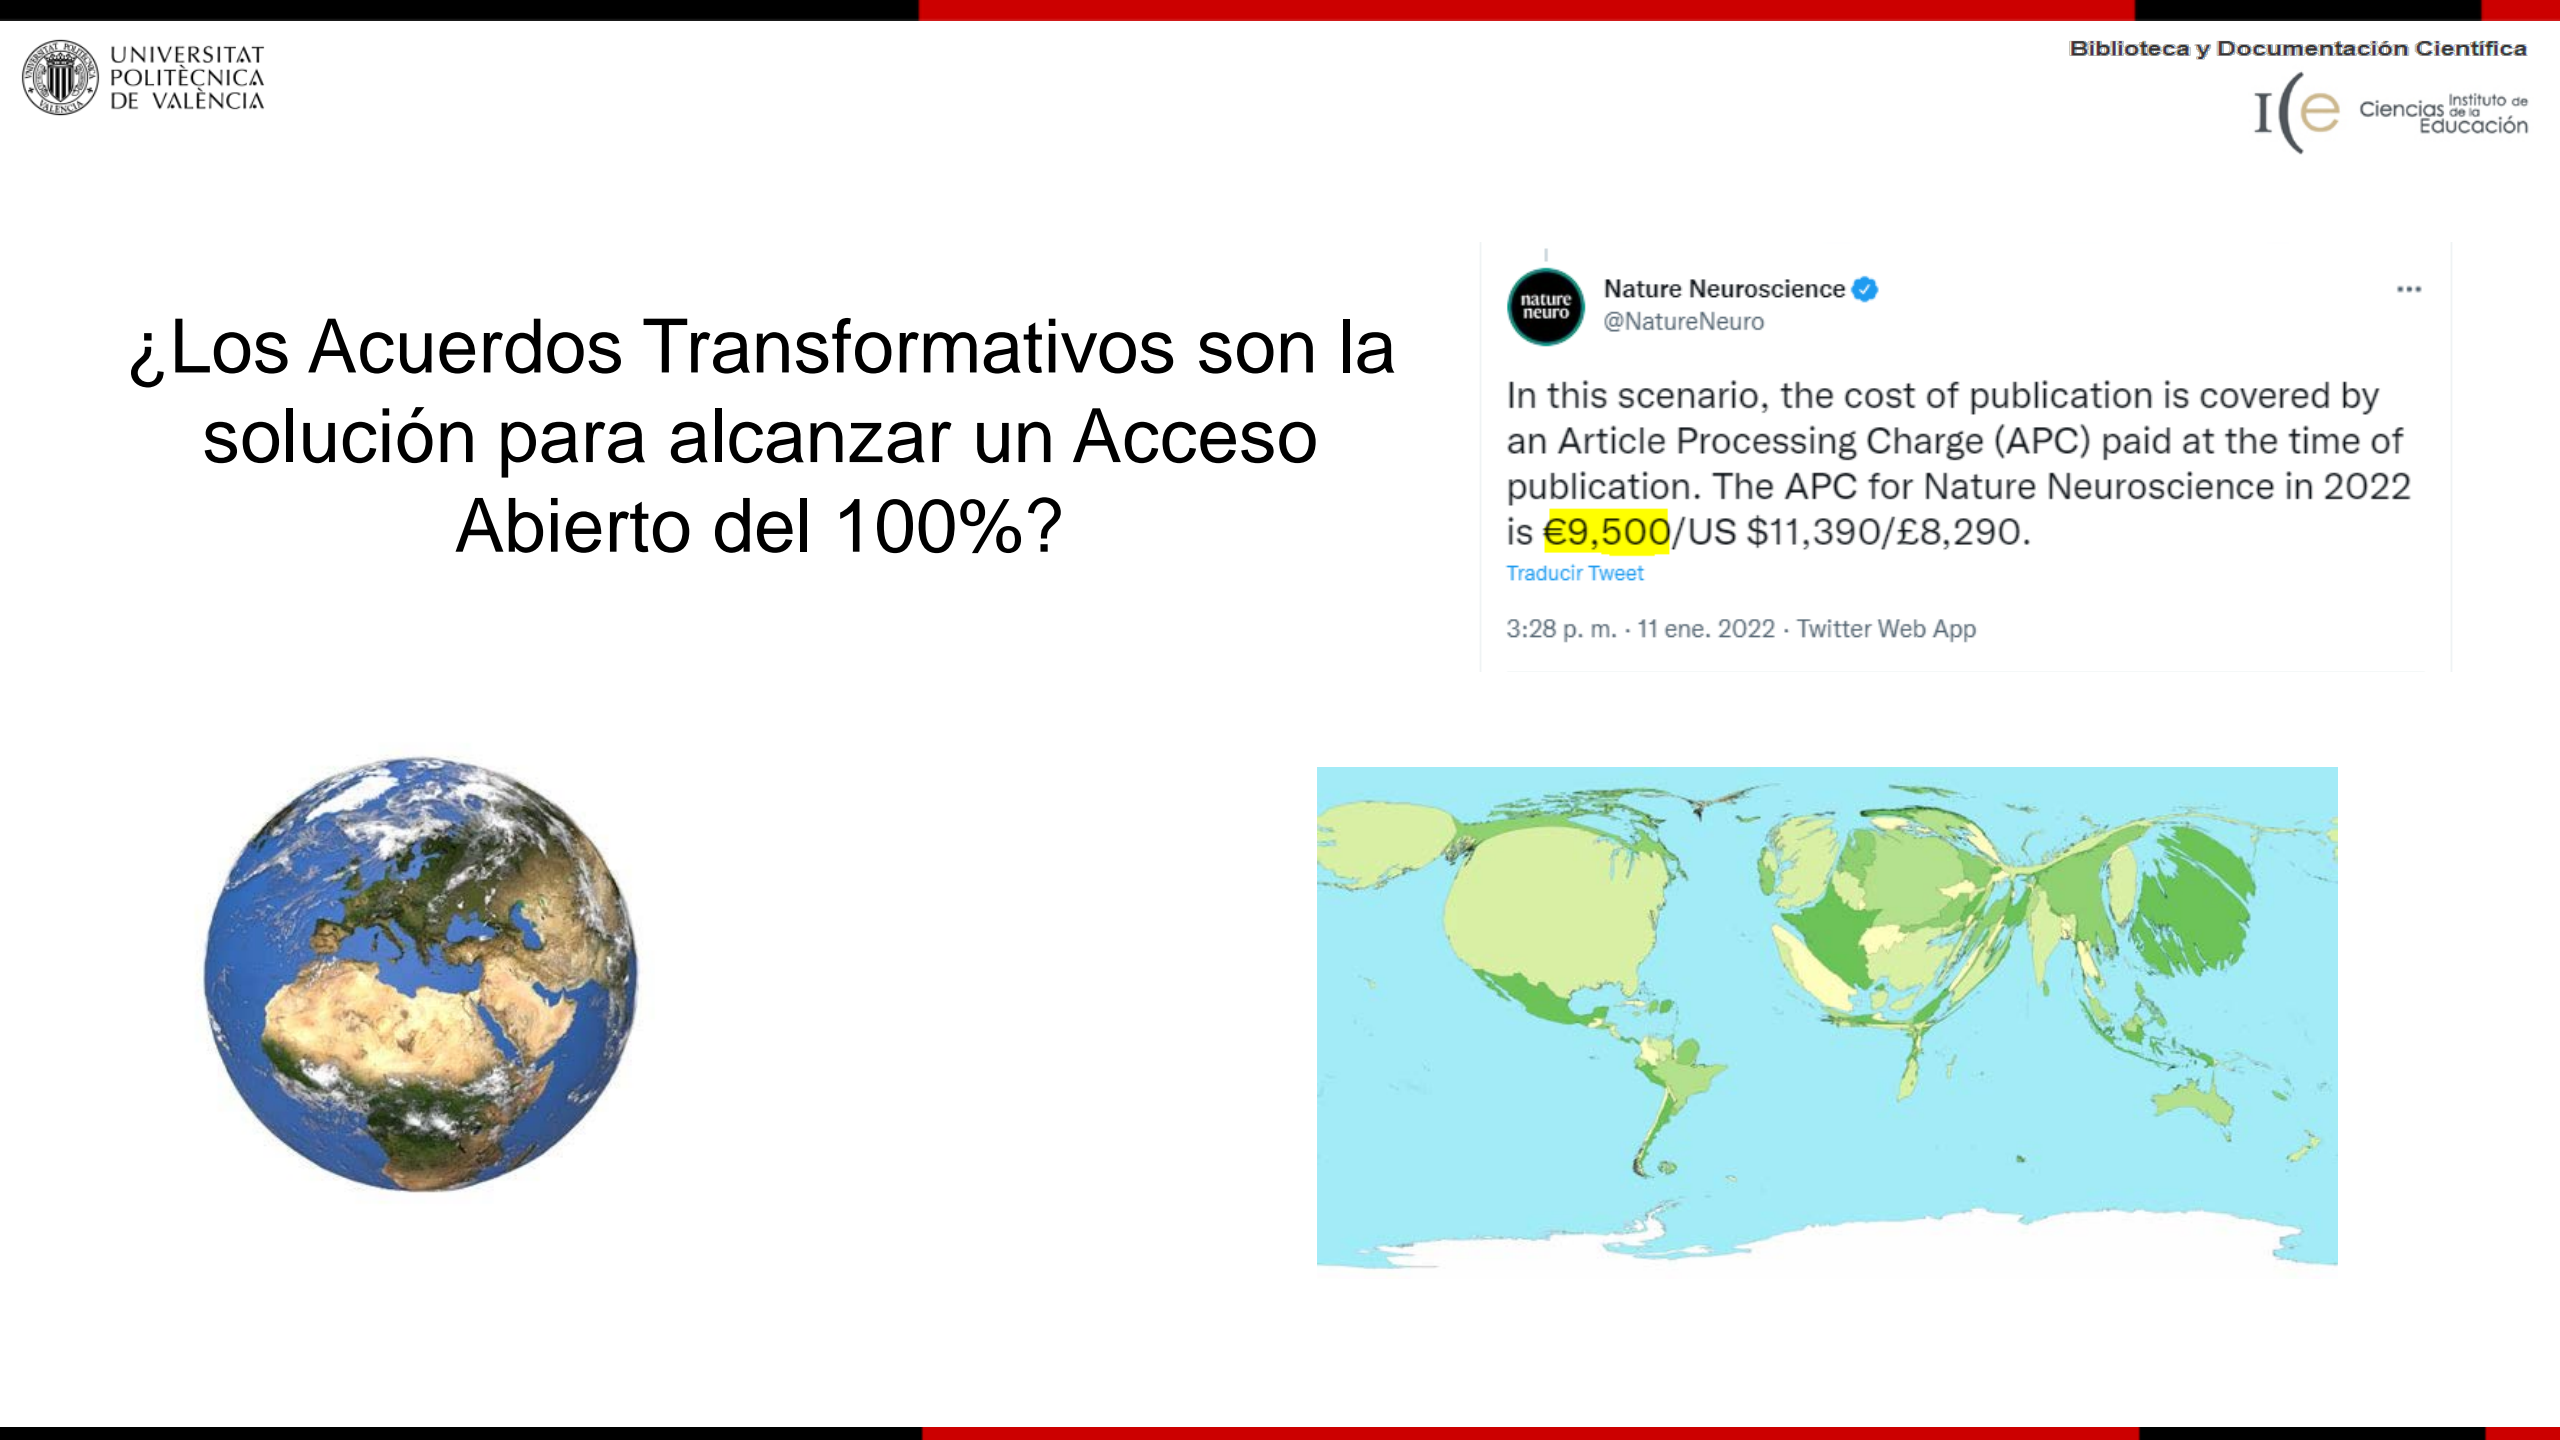 UNIVERSITAT
POLITÈCNICA
DE VALÈNCIA
Biblioteca y Documentación Científica
I(e
Ciencias Instituto de
de la
Educación
¿Los Acuerdos Transformativos son la
solución para alcanzar un Acceso
Abierto del 100%?
nature
neuro
Nature Neuroscience
@NatureNeuro
In this scenario, the cost of publication is covered by
an Article Processing Charge (APC) paid at the time of
publication. The APC for Nature Neuroscience in 2022
is €9,500/US $11,390/£8,290.
Traducir Tweet
3:28 p. m. · 11 ene. 2022 · Twitter Web App